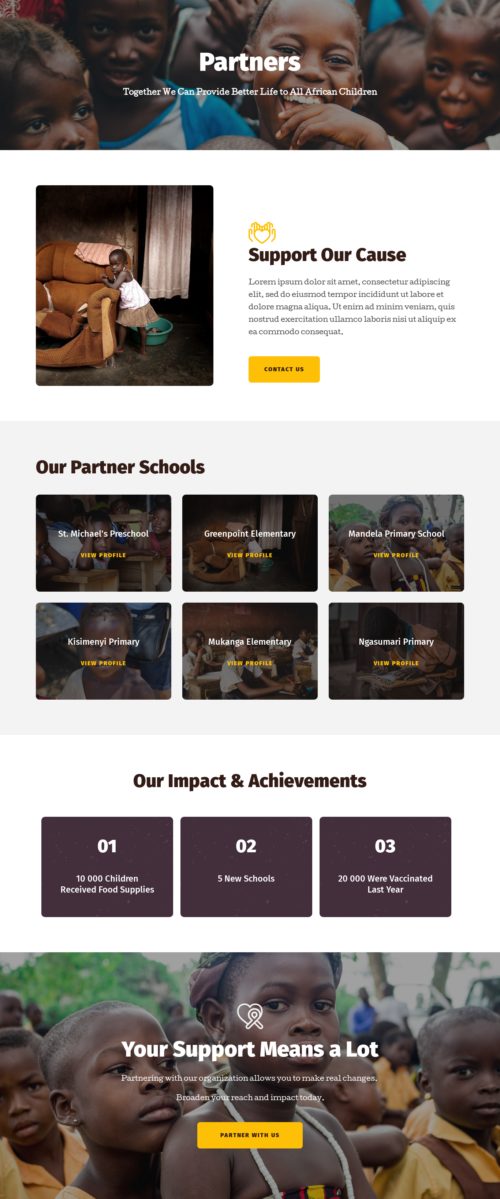 Partners
Together We Can Provide Better Life to All African Children
Support Our Cause
Lorem ipsum dolor sit amet, consectetur adipiscing
elit, sed do eiusmod tempor incididunt ut labore et
dolore magna aliqua. Ut enim ad minim veniam, quis
nostrud exercitation ullamco laboris nisi ut aliquip ex
ea commodo consequat.
CONTACT US
Our Partner Schools
St. Michael's Preschool
VIEW PROFILE
Greenpoint Elementary
VIEW PROFILE
Mandela Primary School
VIEW PROFILE
Kisimenyi Primary
VIEW PROFILE
Mukanga Elementary
VIEW PROFILE
Ngasumari Primary
VIEW PROFILE
Our Impact & Achievements
01
10 000 Children
Received Food Supplies
02
5 New Schools
03
20 000 Were Vaccinated
Last Year
Your Support Means a Lot
Partnering with our organization allows you to make real changes.
Broaden your reach and impact today.
PARTNER WITH US